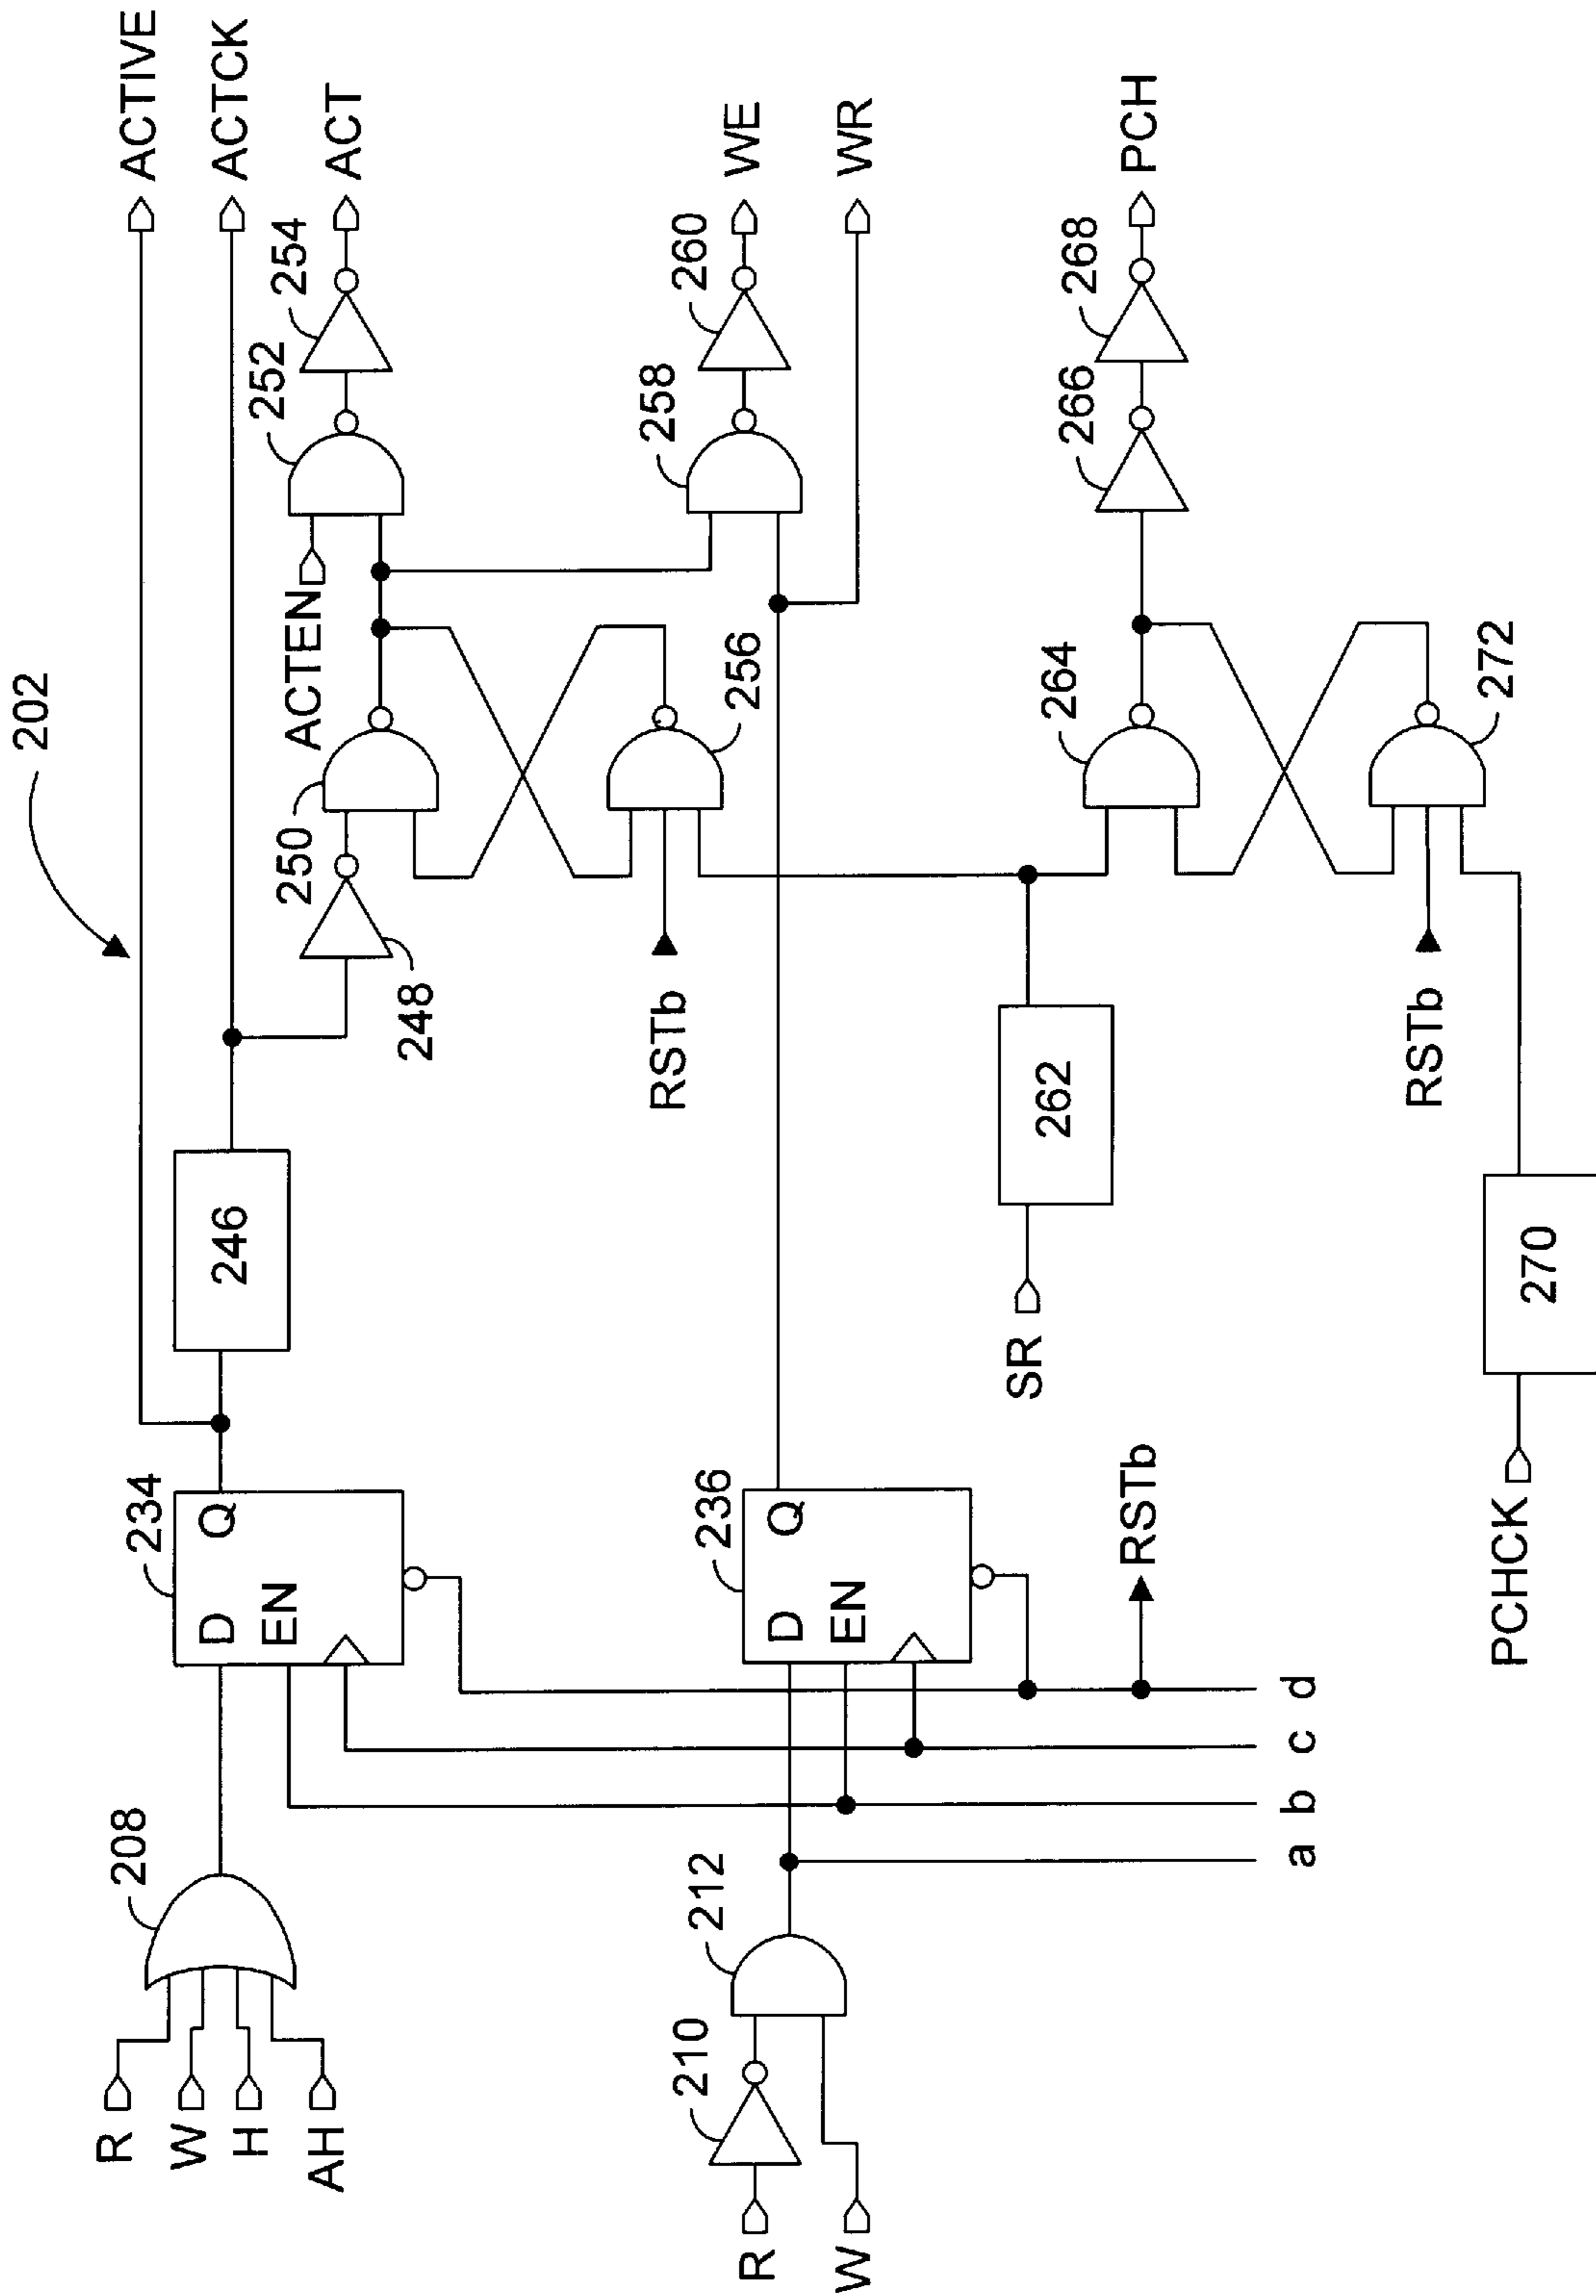 202
R
W
H
AH
208
234
D
Q
EN
246
ACTIVE
ACTCK
248
250
ACTEN
252
254
ACT
RSTb
256
R
W
210
212
236
D
Q
EN
258
260
WE
WR
a
b
c
d
RSTb
SR
262
264
266
268
PCH
RSTb
272
PCHCK
270